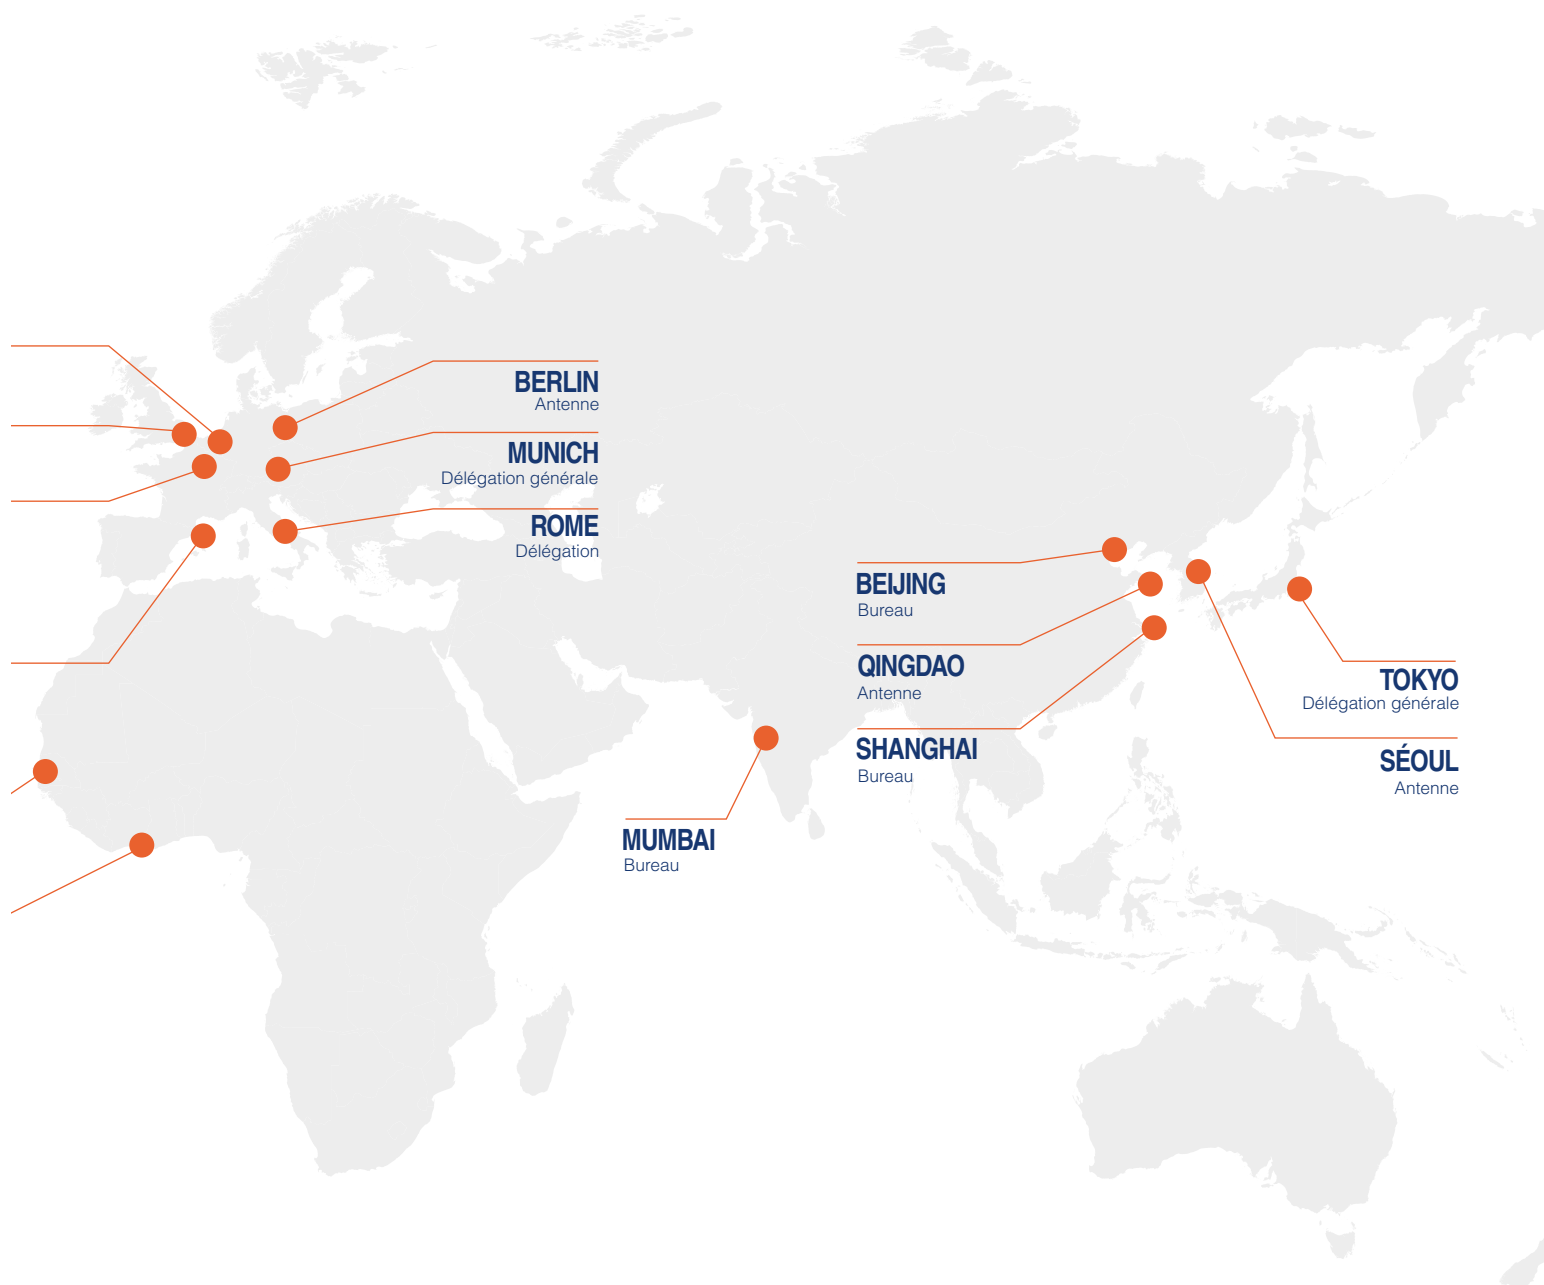 BERLIN
Antenne
MUNICH
Délégation générale
ROME
Délégation
BEIJING
Bureau
QINGDAO
Antenne
SHANGHAI
Bureau
TOKYO
Délégation générale
SÉOUL
Antenne
MUMBAI
Bureau